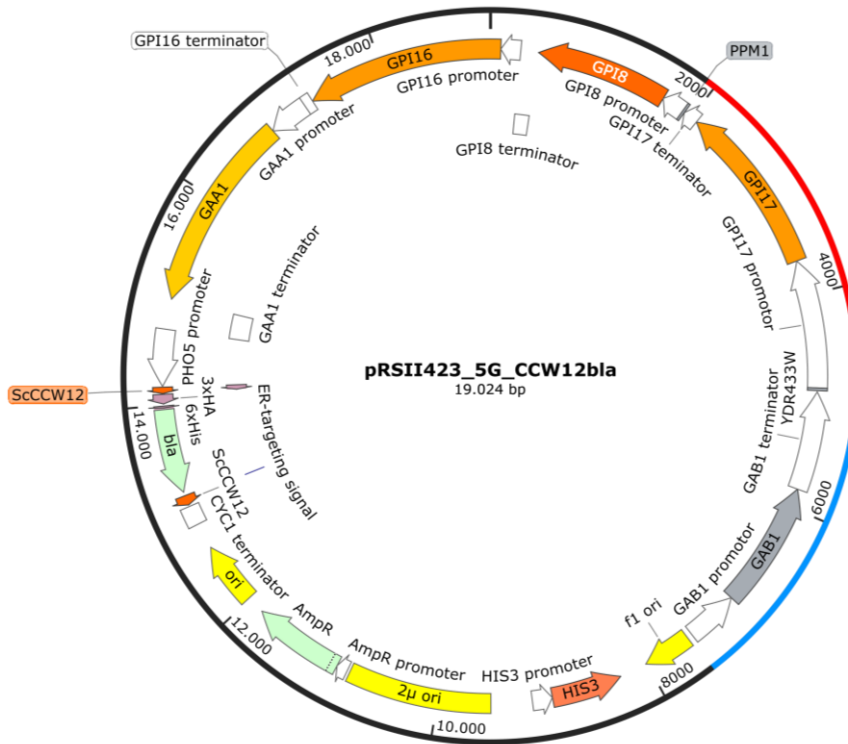 GPI16 terminator
18.000
GPI16
GPI16 promoter
GPI8
2000
PPM1
GPI8 promoter
GPI17 teminator
GPI8 terminator
GAA1 promoter
GPI17
GAA1
16.000
GPI17 promotor
4000
GAA1 terminator
PHO5 promoter
pRSII423_5G_CCW12bla
19.024 bp
ScCCW12
3xHA
6xHis
14.000
bla
ER-targeting signal
YDR433W
GAB1 terminator
6000
ScCCW12
CYC1 terminator
GAB1
GAB1 promotor
ori
f1 ori
12.000
AmpR
AmpR promoter
HIS3 promoter
8000
2μ ori
HIS3
10.000